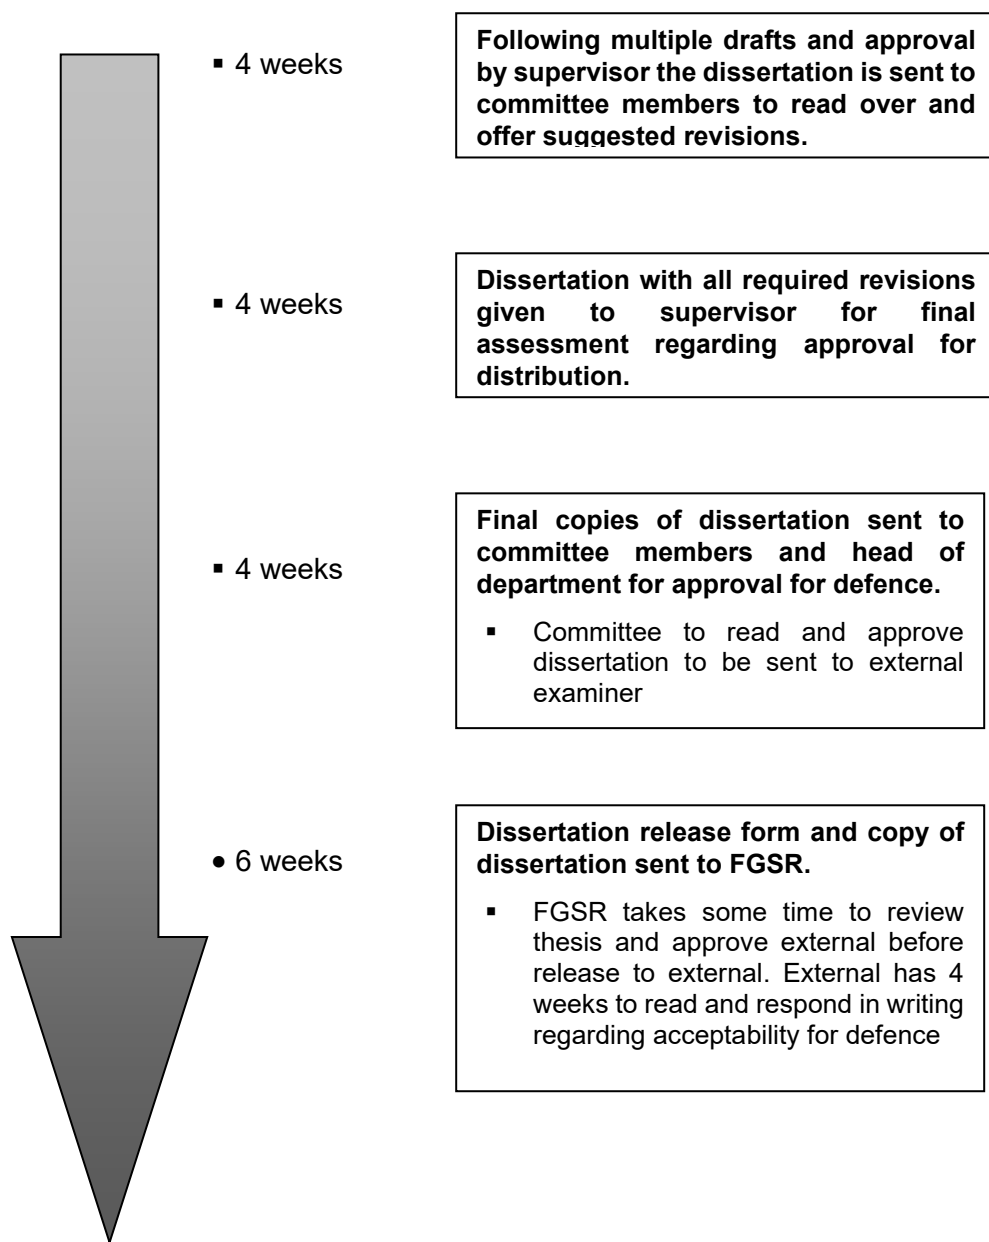 ▪ 4 weeks
Following multiple drafts and approval
by supervisor the dissertation is sent to
committee members to read over and
offer suggested revisions.
▪ 4 weeks
Dissertation with all required revisions
given to supervisor for final
assessment regarding approval for
distribution.
▪ 4 weeks
Final copies of dissertation sent to
committee members and head of
department for approval for defence.
▪ Committee to read and approve
dissertation to be sent to external
examiner
• 6 weeks
Dissertation release form and copy of
dissertation sent to FGSR.
▪ FGSR takes some time to review
thesis and approve external before
release to external. External has 4
weeks to read and respond in writing
regarding acceptability for defence